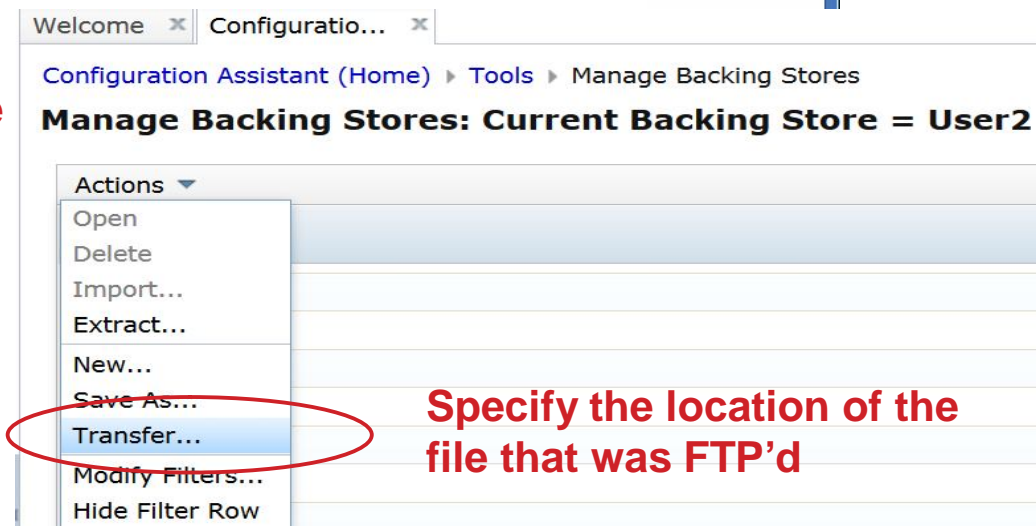 Welcome x Configuratio... x
Configuration Assistant (Home) ▸ Tools ▸ Manage Backing Stores
Manage Backing Stores: Current Backing Store = User2
Actions
Open
Delete
Import...
Extract...
New...
Save As...
Transfer...
Modify Filters...
Hide Filter Row
Specify the location of the
file that was FTP’d